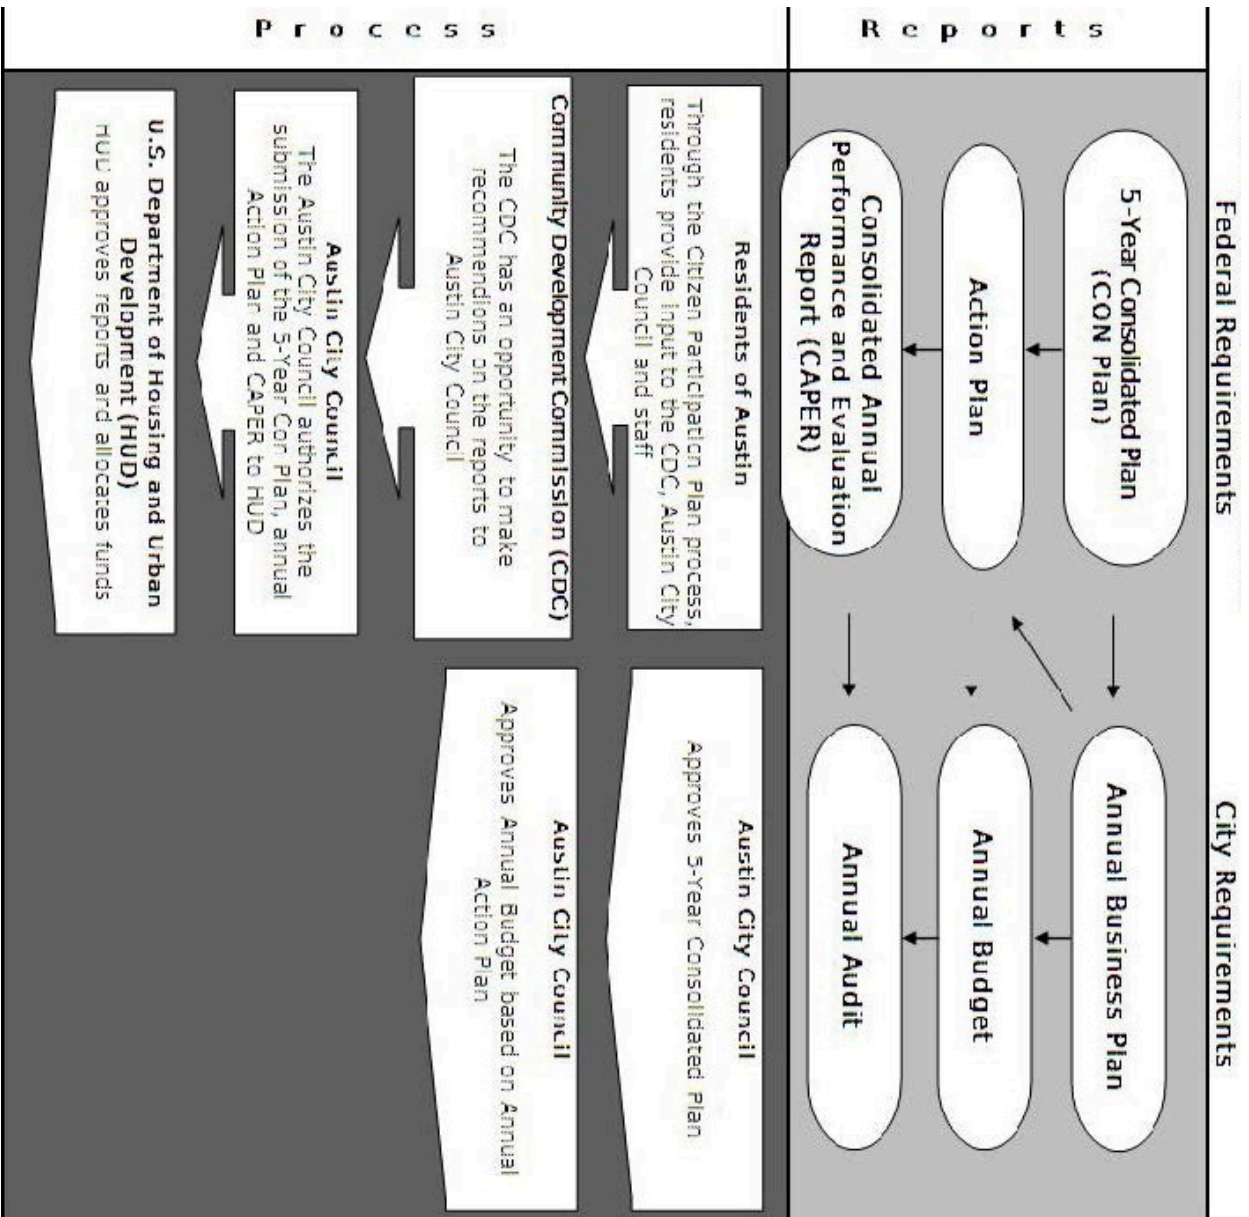 Federal Requirements
City Requirements
Reports
5-Year Consolidated Plan
(CON Plan)
Action Plan
Consolidated Annual
Performance and Evaluation
Report (CAPER)
Annual Business Plan
Annual Budget
Annual Audit
Process
Residents of Austin
Through the Citizen Participation Plan process,
residents provide input to the CDC, Austin City
Council and staff
Community Development Commission (CDC)
The CDC has an opportunity to make
recommendions on the reports to
Austin City Council
Austin City Council
The Austin City Council authorizes the
submission of the 5-Year Con Plan, annual
Action Plan and CAPER to HUD
U.S. Department of Housing and Urban
Development (HUD)
HUD approves reports and allocates funds
Austin City Council
Approves 5-Year Consolidated Plan
Austin City Council
Approves Annual Budget based on Annual
Action Plan